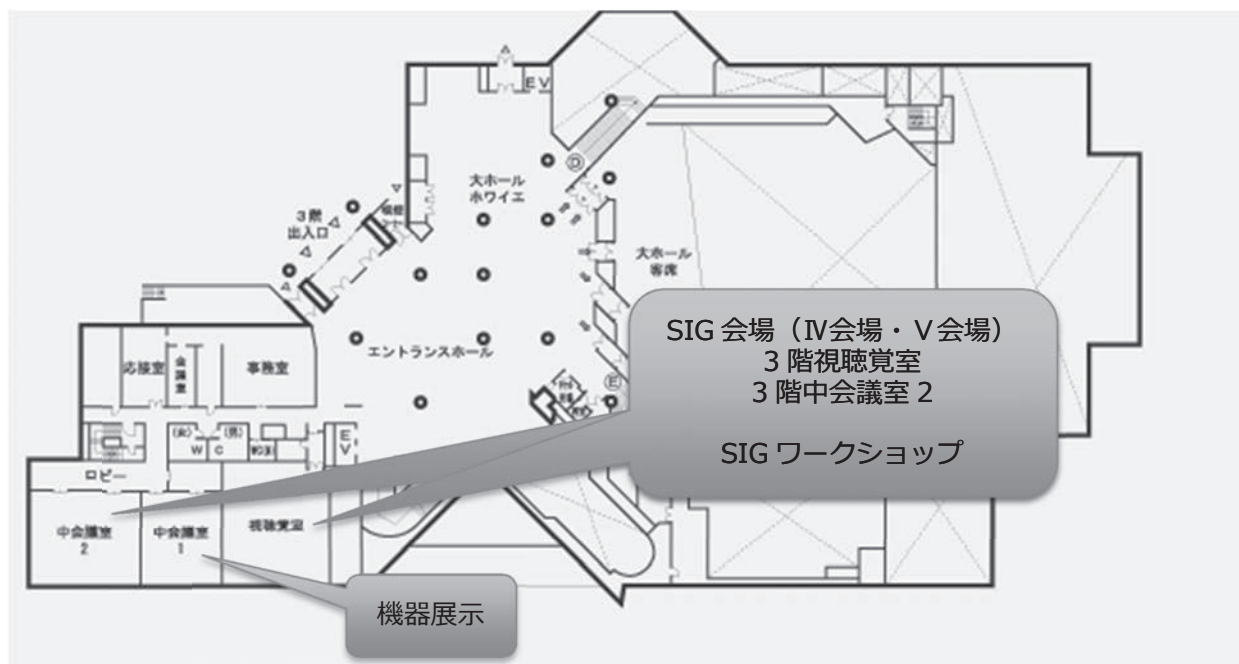 EV
大ホール
ホワイエ
3階
出入口
D
大ホール
客席
エントランスホール
E
応接室
会議室
事務室
(女)
(男)
W C
EV
ロビー
中会議室
2
中会議室
1
視聴覚室
SIG 会場（Ⅳ会場・Ⅴ会場）
３階視聴覚室
３階中会議室２
SIG ワークショップ
機器展示